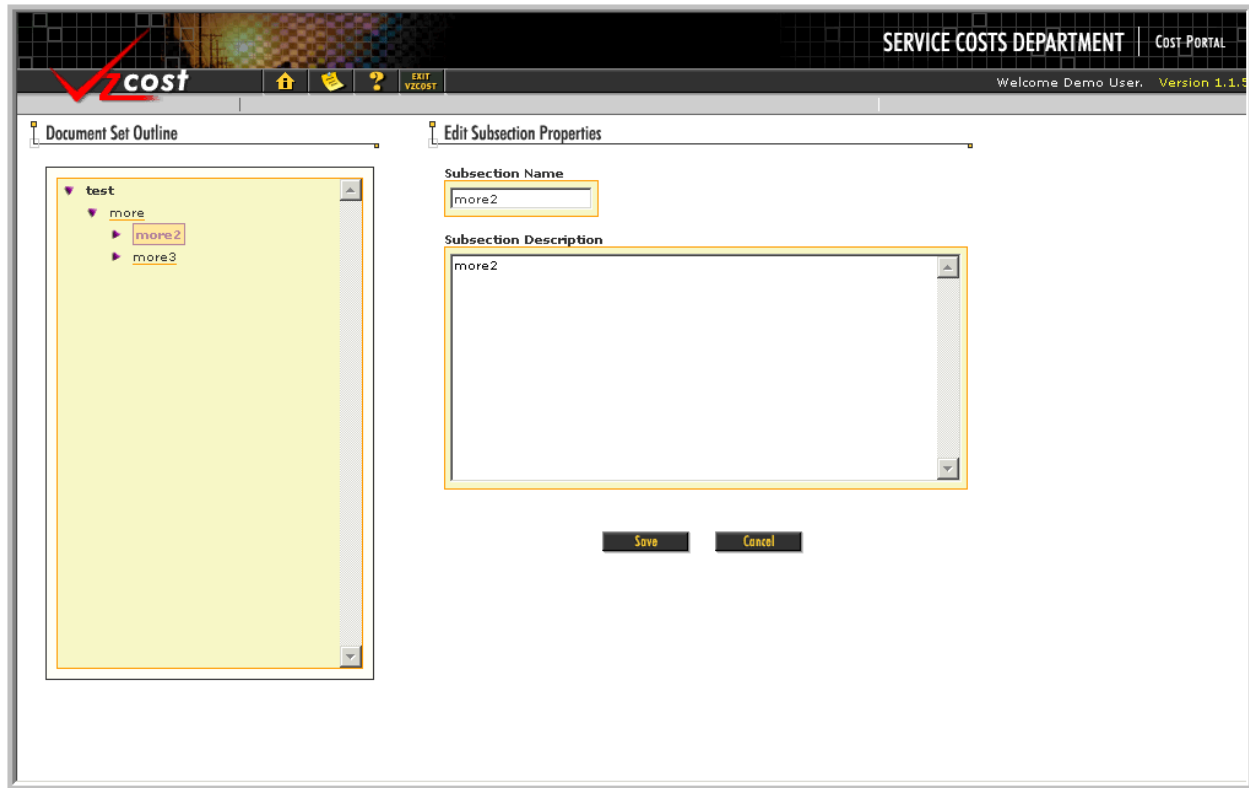 SERVICE COSTS DEPARTMENT COST PORTAL
vzcost
?
EXIT
VZCOST
Welcome Demo User. Version 1.1.5
Document Set Outline
test
more
more2
more3
Edit Subsection Properties
Subsection Name
more2
Subsection Description
more2
Save Cancel